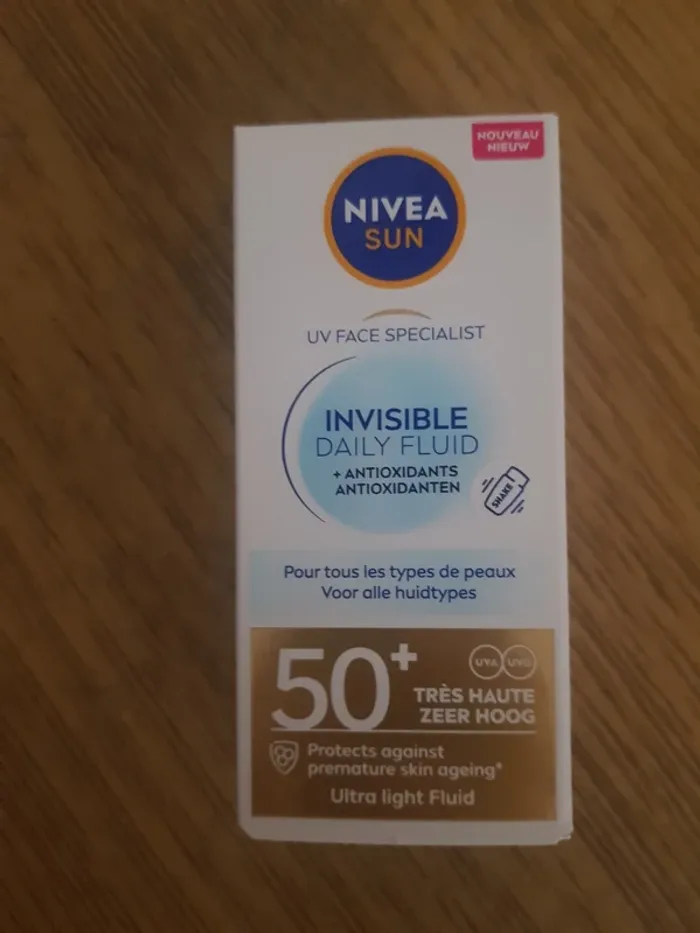 NOUVEAU
NIEUW
NIVEA
SUN
UV FACE SPECIALIST
INVISIBLE
DAILY FLUID
+ ANTIOXIDANTS
ANTIOXIDANTEN
SHAKE!
Pour tous les types de peaux
Voor alle huidtypes
50+
UVA UVB
TRÈS HAUTE
ZEER HOOG
Protects against
premature skin ageing*
Ultra light Fluid